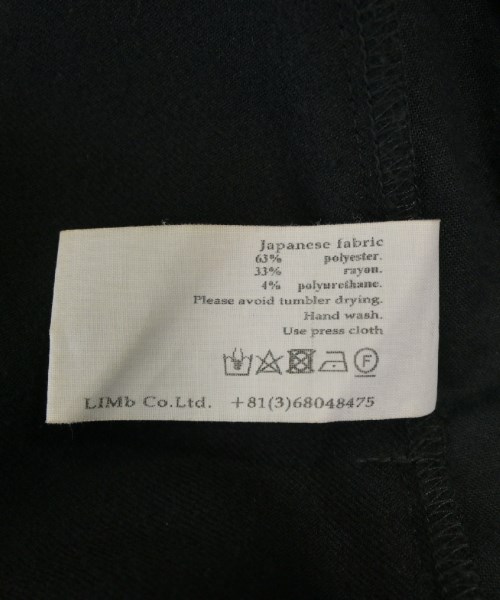 Japanese fabric
63% polyester.
33% rayon.
4% polyurethane.
Please avoid tumbler drying.
Hand wash.
Use press cloth
F
LIMb Co.Ltd. +81(3)68048475